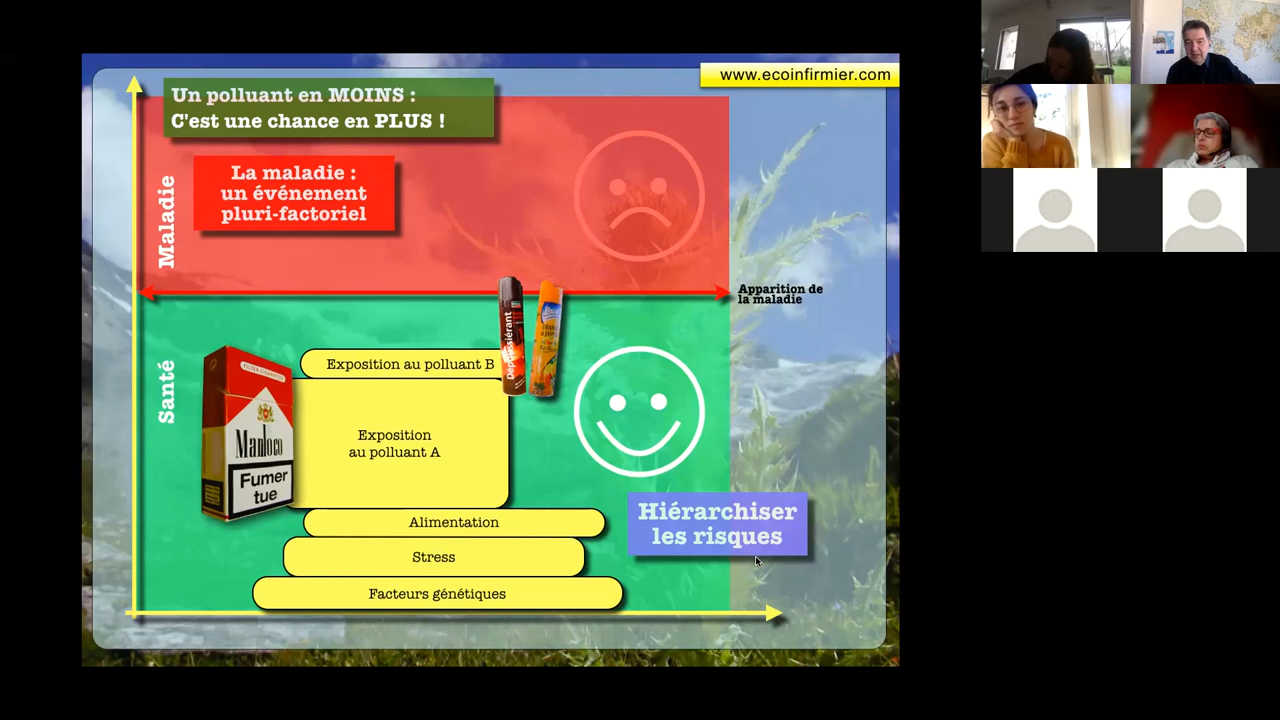 www.ecoinfirmier.com
Un polluant en MOINS :
C'est une chance en PLUS !
La maladie :
un événement
pluri-factoriel
Maladie
Apparition de
la maladie
Santé
Dépoussiérant
Exposition au polluant B
FILTER CIGARETTES
Manloco
Fumer
tue
Exposition
au polluant A
Alimentation
Hiérarchiser
les risques
Stress
Facteurs génétiques